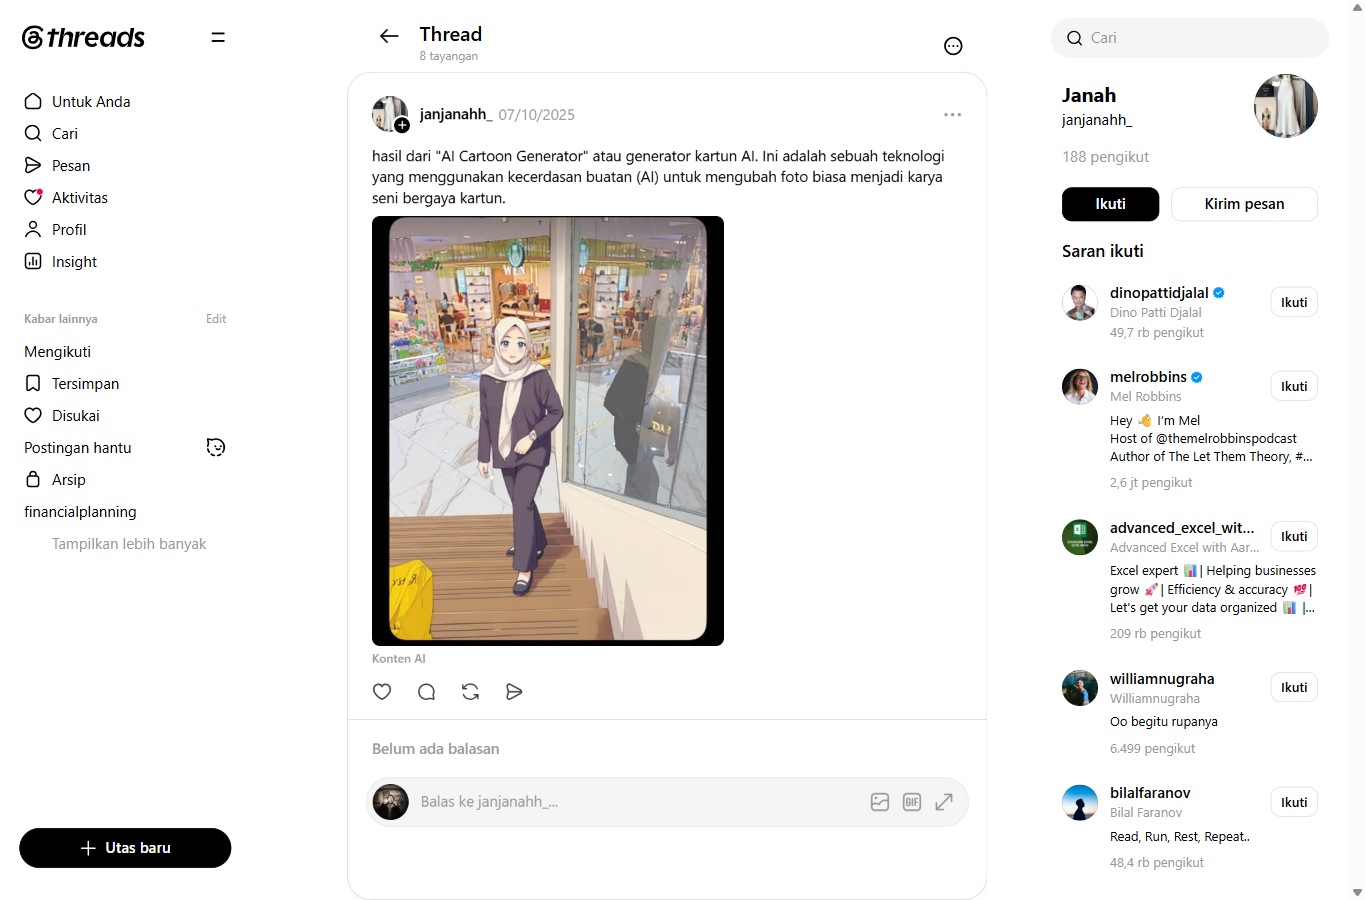 threads
Untuk Anda
Cari
Pesan
Aktivitas
Profil
Insight
Kabar lainnya
Edit
Mengikuti
Tersimpan
Disukai
Postingan hantu
Arsip
financialplanning
Tampilkan lebih banyak
Utas baru
Thread
8 tayangan
janjanahh_ 07/10/2025
hasil dari "AI Cartoon Generator" atau generator kartun AI. Ini adalah sebuah teknologi
yang menggunakan kecerdasan buatan (AI) untuk mengubah foto biasa menjadi karya
seni bergaya kartun.
Konten AI
Belum ada balasan
Balas ke janjanahh_...
GIF
Cari
Janah
janjanahh_
188 pengikut
Ikuti
Kirim pesan
Saran ikuti
dinopattidjalal
Dino Patti Djalal
49,7 rb pengikut
Ikuti
melrobbins
Mel Robbins
Hey 👋 I'm Mel
Host of @themelrobbinspodcast
Author of The Let Them Theory, #...
2,6 jt pengikut
Ikuti
advanced_excel_wit...
Advanced Excel with Aar...
Excel expert 📊 | Helping businesses
grow 🚀 | Efficiency & accuracy 💯 |
Let's get your data organized 📊 |...
209 rb pengikut
Ikuti
williamnugraha
Williamnugraha
Oo begitu rupanya
6.499 pengikut
Ikuti
bilalfaranov
Bilal Faranov
Read, Run, Rest, Repeat..
48,4 rb pengikut
Ikuti